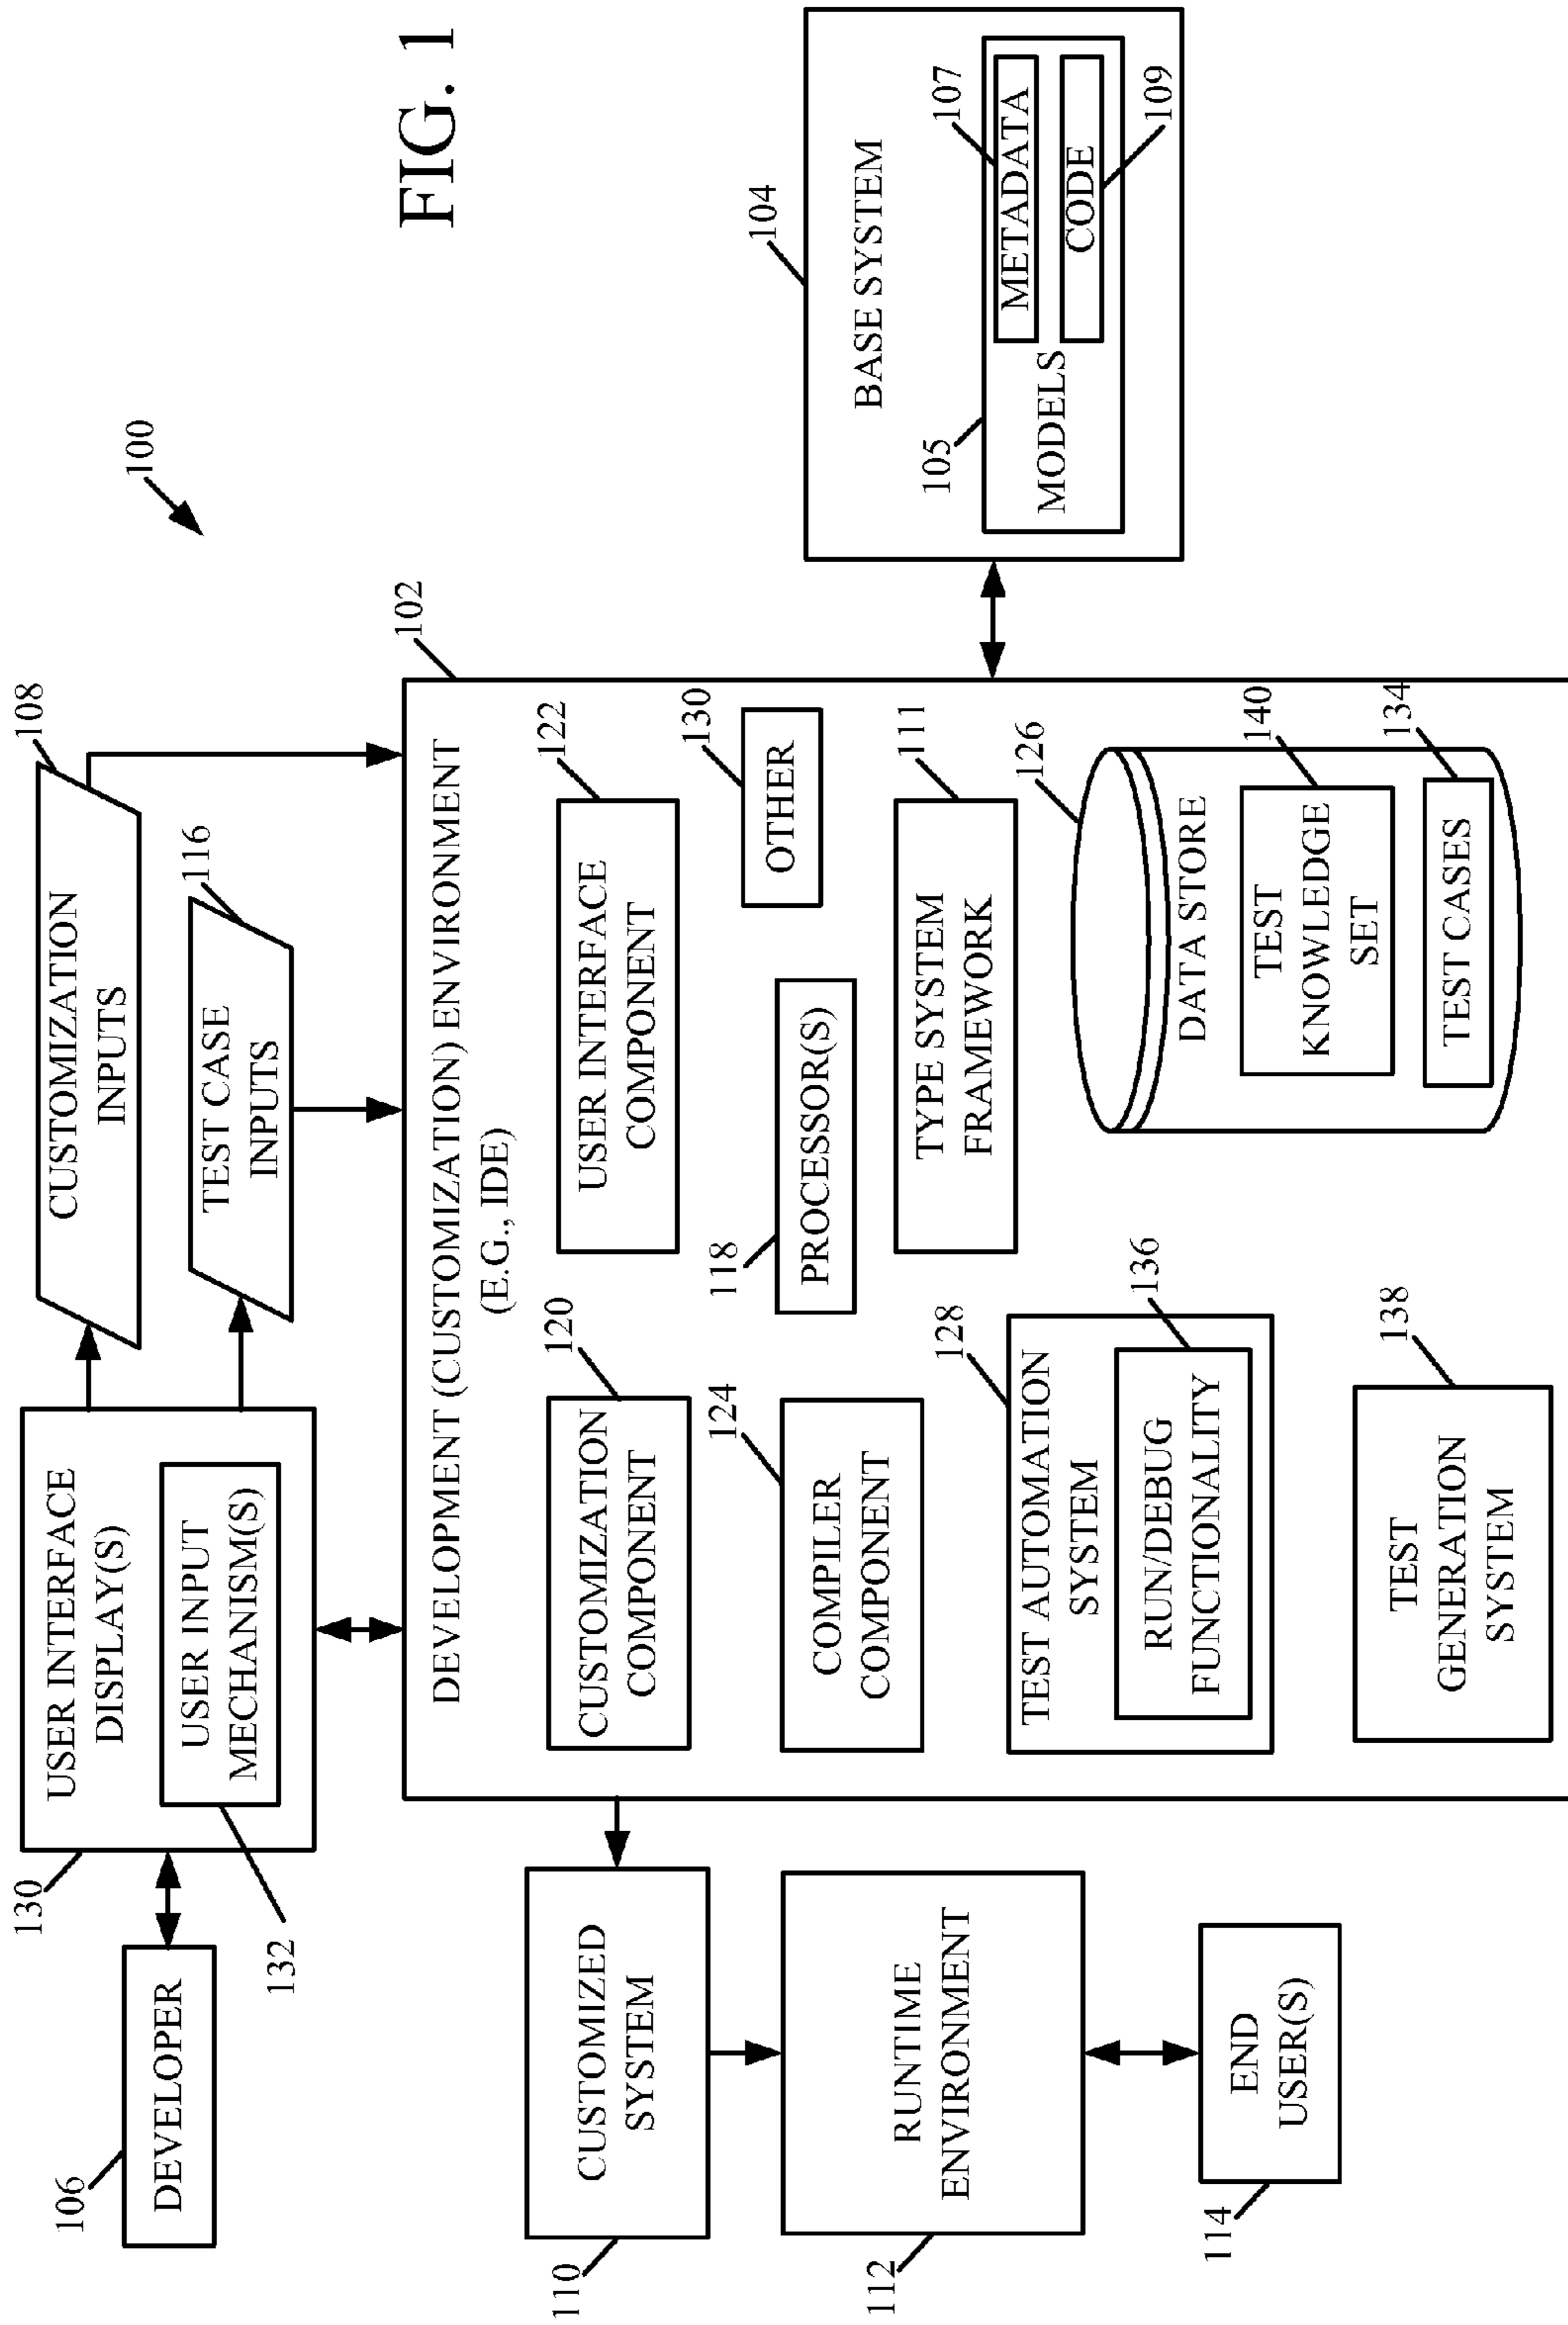 FIG. 1
100
106
DEVELOPER
130
USER INTERFACE
DISPLAY(S)
USER INPUT
MECHANISM(S)
132
108
CUSTOMIZATION
INPUTS
116
TEST CASE
INPUTS
102
DEVELOPMENT (CUSTOMIZATION) ENVIRONMENT
(E.G., IDE)
120
CUSTOMIZATION
COMPONENT
122
USER INTERFACE
COMPONENT
124
COMPILER
COMPONENT
118
PROCESSOR(S)
130
OTHER
111
TYPE SYSTEM
FRAMEWORK
128
TEST AUTOMATION
SYSTEM
136
RUN/DEBUG
FUNCTIONALITY
138
TEST
GENERATION
SYSTEM
126
DATA STORE
140
TEST
KNOWLEDGE
SET
134
TEST CASES
104
BASE SYSTEM
105
MODELS
107
METADATA
CODE
109
110
CUSTOMIZED
SYSTEM
112
RUNTIME
ENVIRONMENT
114
END
USER(S)